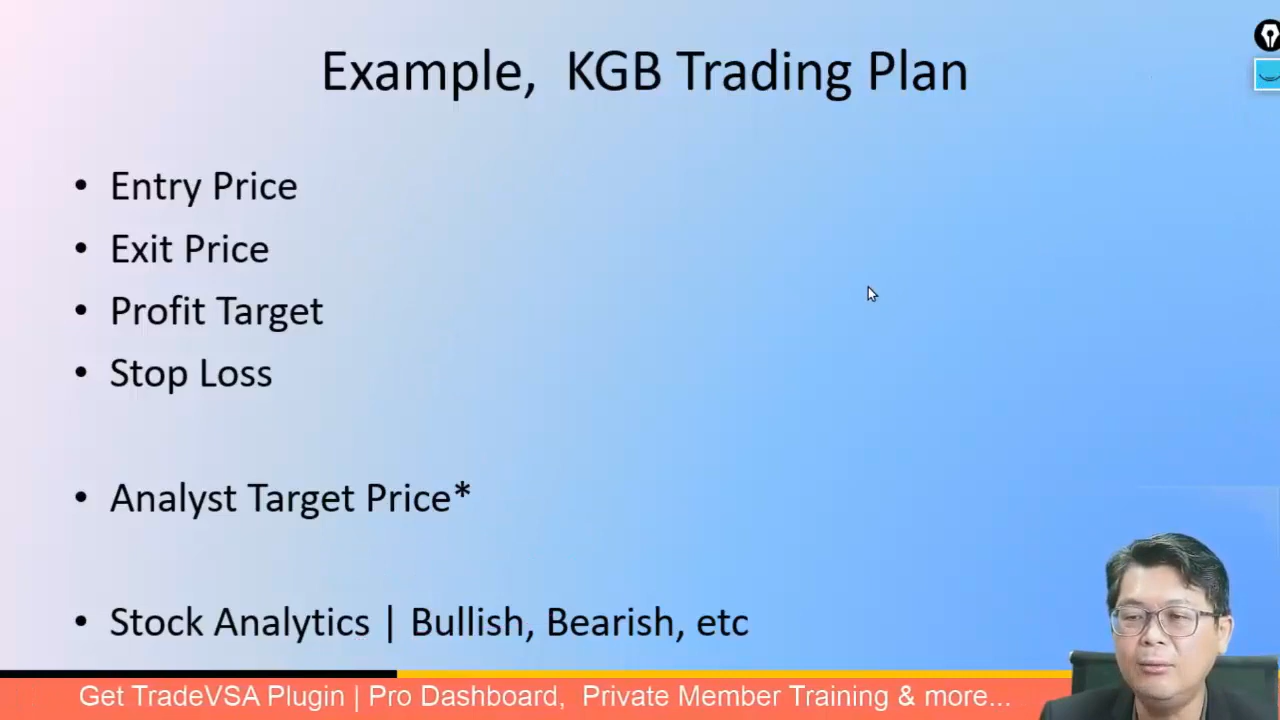 Example,  KGB Trading Plan
• Entry Price
• Exit Price
• Profit Target
• Stop Loss
• Analyst Target Price*
• Stock Analytics | Bullish, Bearish, etc
Get TradeVSA Plugin | Pro Dashboard,  Private Member Training & more...